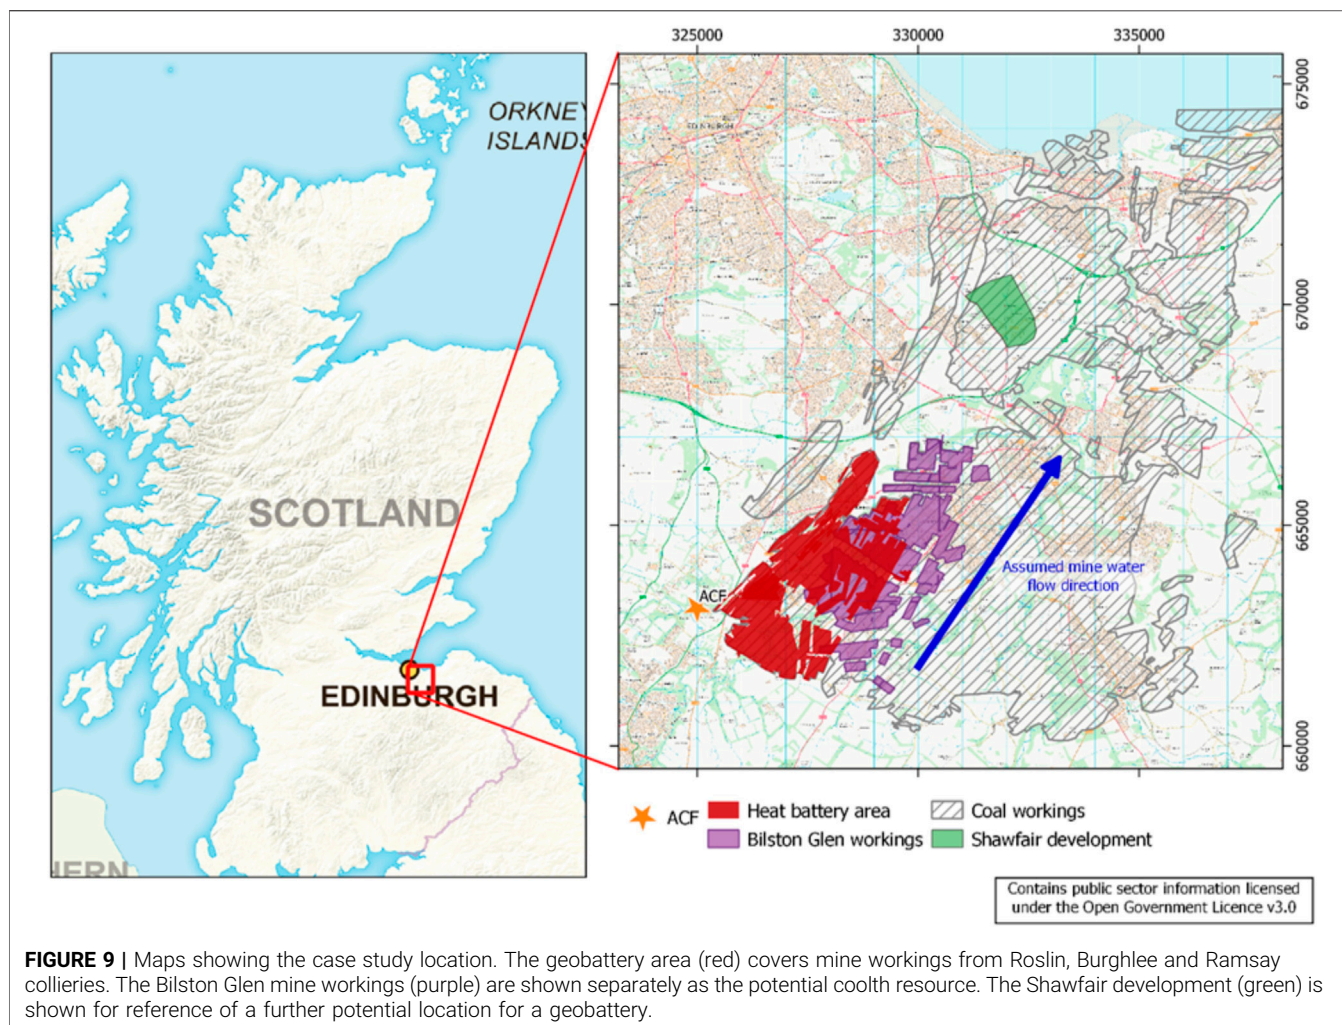 325000 330000 335000
ORKNEY
ISLANDS
675000
670000
665000
660000
SCOTLAND
EDINBURGH
EDINBURGH
ACF
Assumed mine water
flow direction
ACF
Heat battery area
Coal workings
Bilston Glen workings
Shawfair development
Contains public sector information licensed
under the Open Government Licence v3.0
FIGURE 9 | Maps showing the case study location. The geobattery area (red) covers mine workings from Roslin, Burghlee and Ramsay
collieries. The Bilston Glen mine workings (purple) are shown separately as the potential coolth resource. The Shawfair development (green) is
shown for reference of a further potential location for a geobattery.